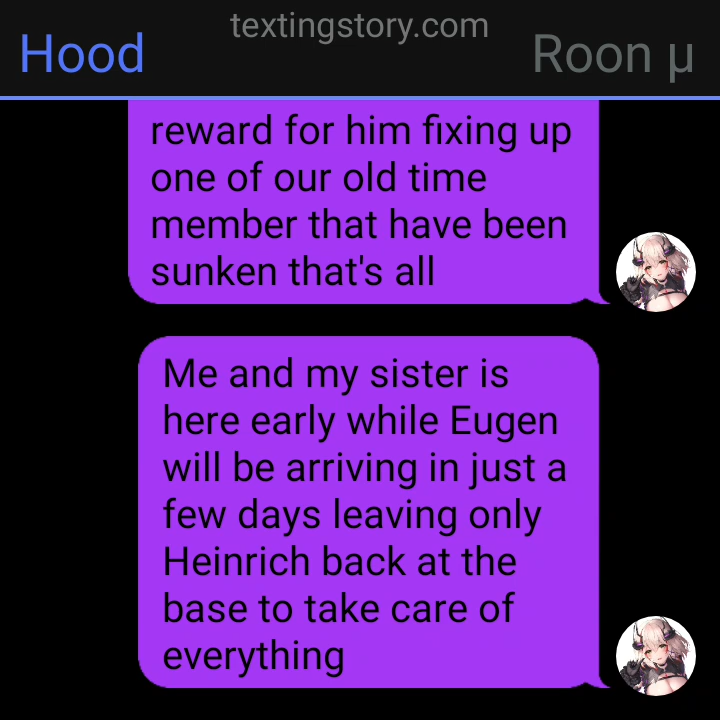 textingstory.com
Hood
Roon μ
reward for him fixing up
one of our old time
member that have been
sunken that's all
Me and my sister is
here early while Eugen
will be arriving in just a
few days leaving only
Heinrich back at the
base to take care of
everything